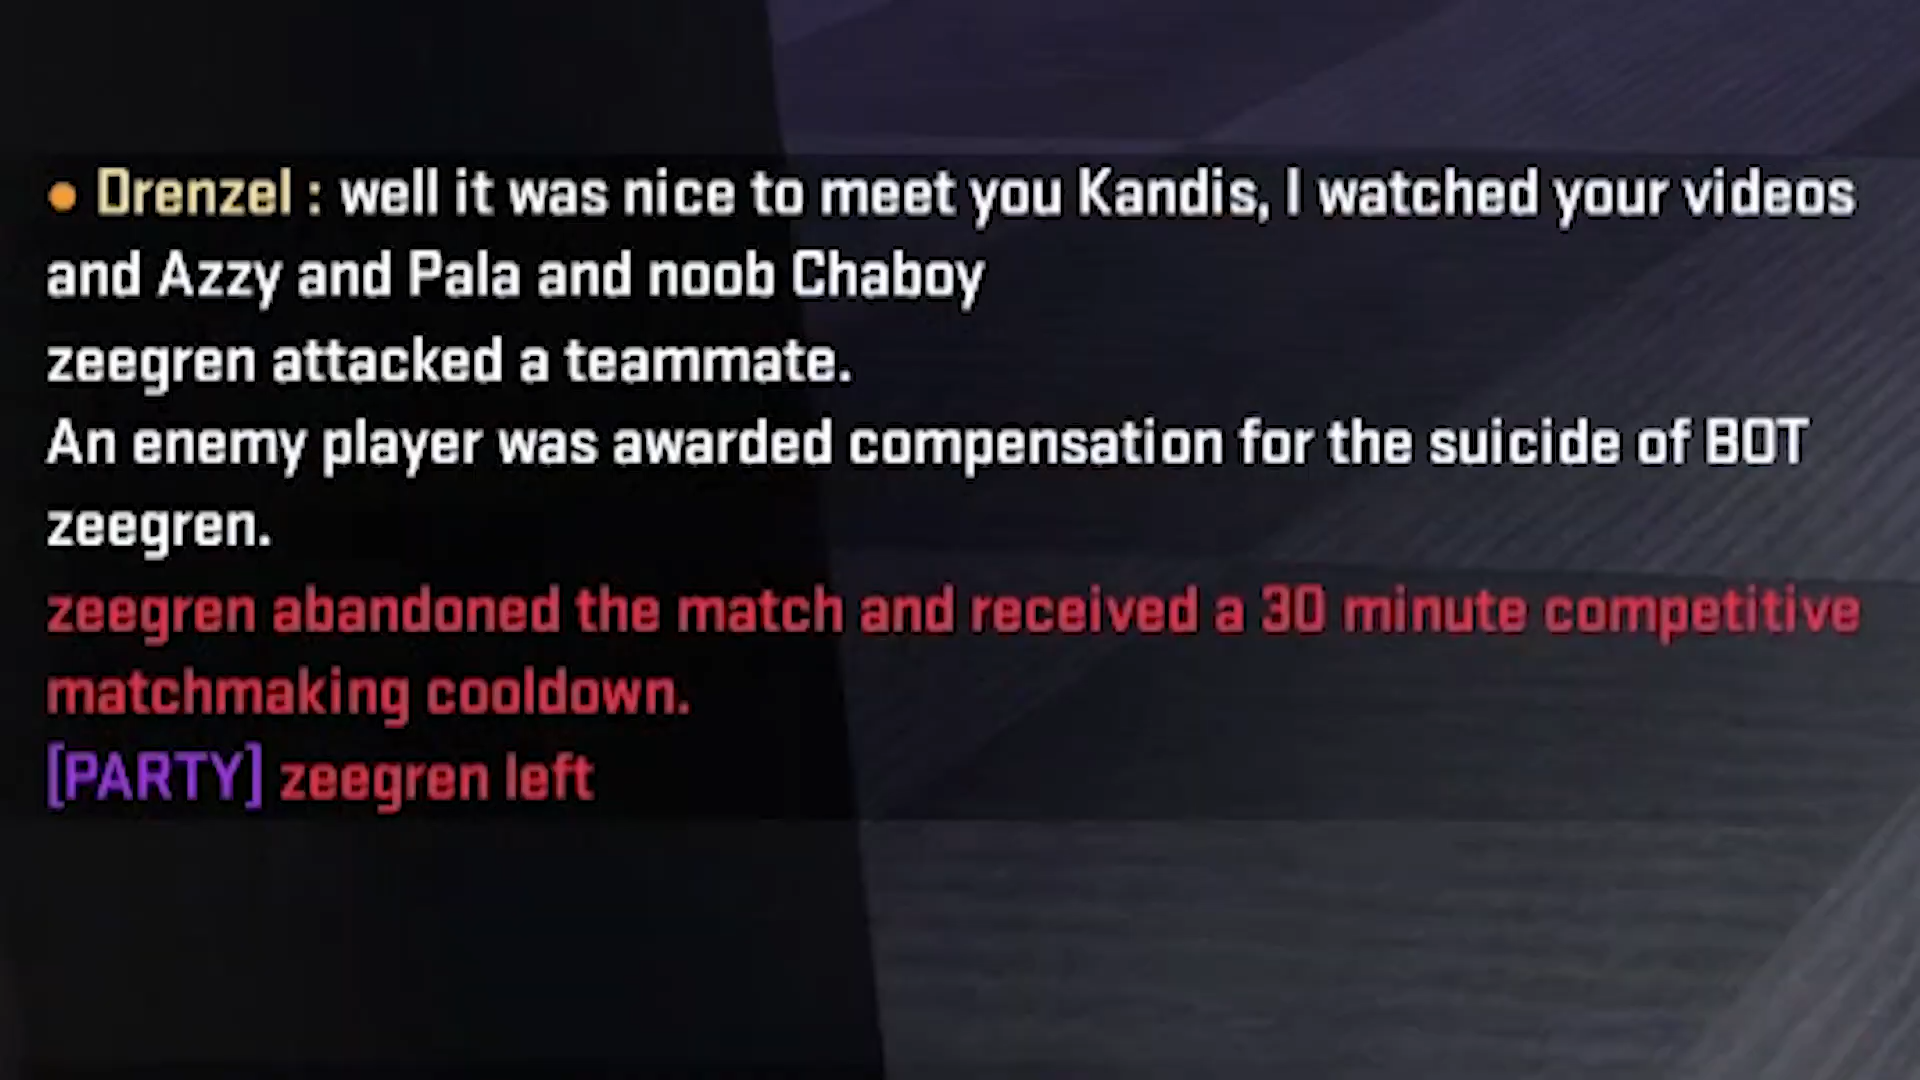 Drenzel : well it was nice to meet you Kandis, I watched your videos
and Azzy and Pala and noob Chaboy
zeegren attacked a teammate.
An enemy player was awarded compensation for the suicide of BOT
zeegren.
zeegren abandoned the match and received a 30 minute competitive
matchmaking cooldown.
[PARTY] zeegren left